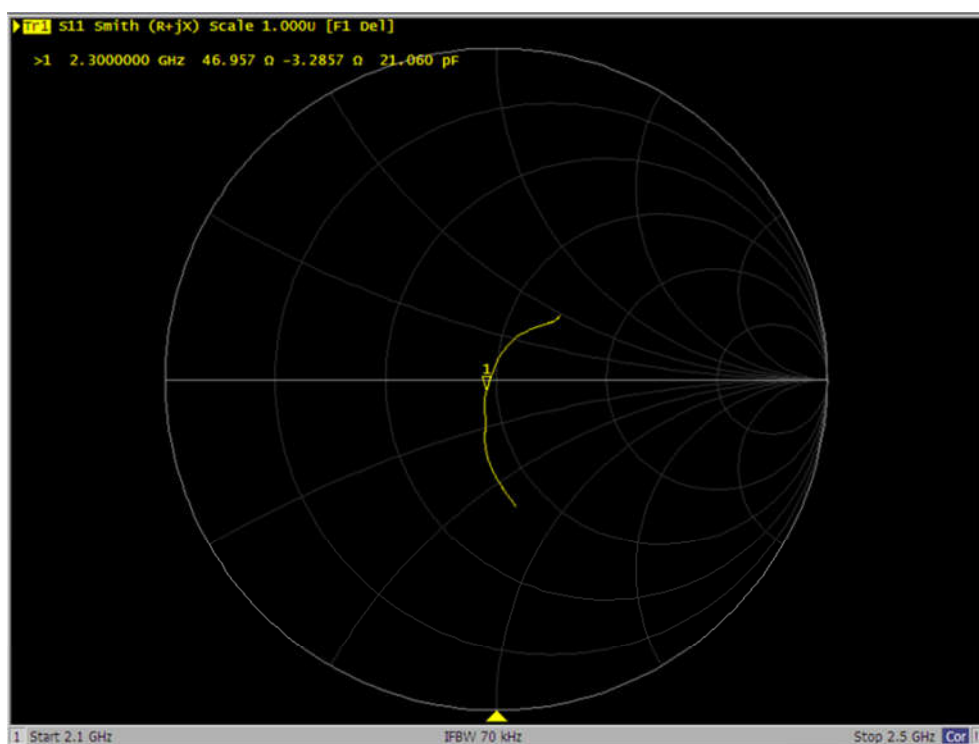 Tr1 S11 Smith (R+jX) Scale 1.000U [F1 Del]
>1 2.3000000 GHz 46.957 Ω -3.2857 Ω 21.060 pF
1
1 Start 2.1 GHz IFBW 70 kHz Stop 2.5 GHz Cor